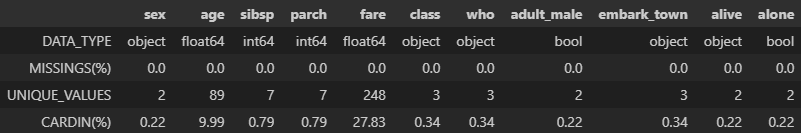 sex age sibsp parch fare class who adult_male embark_town alive alone
DATA_TYPE object float64 int64 int64 float64 object object bool object object bool
MISSINGS(%) 0.0 0.0 0.0 0.0 0.0 0.0 0.0 0.0 0.0 0.0 0.0
UNIQUE_VALUES 2 89 7 7 248 3 3 2 3 2 2
CARDIN(%) 0.22 9.99 0.79 0.79 27.83 0.34 0.34 0.22 0.34 0.22 0.22